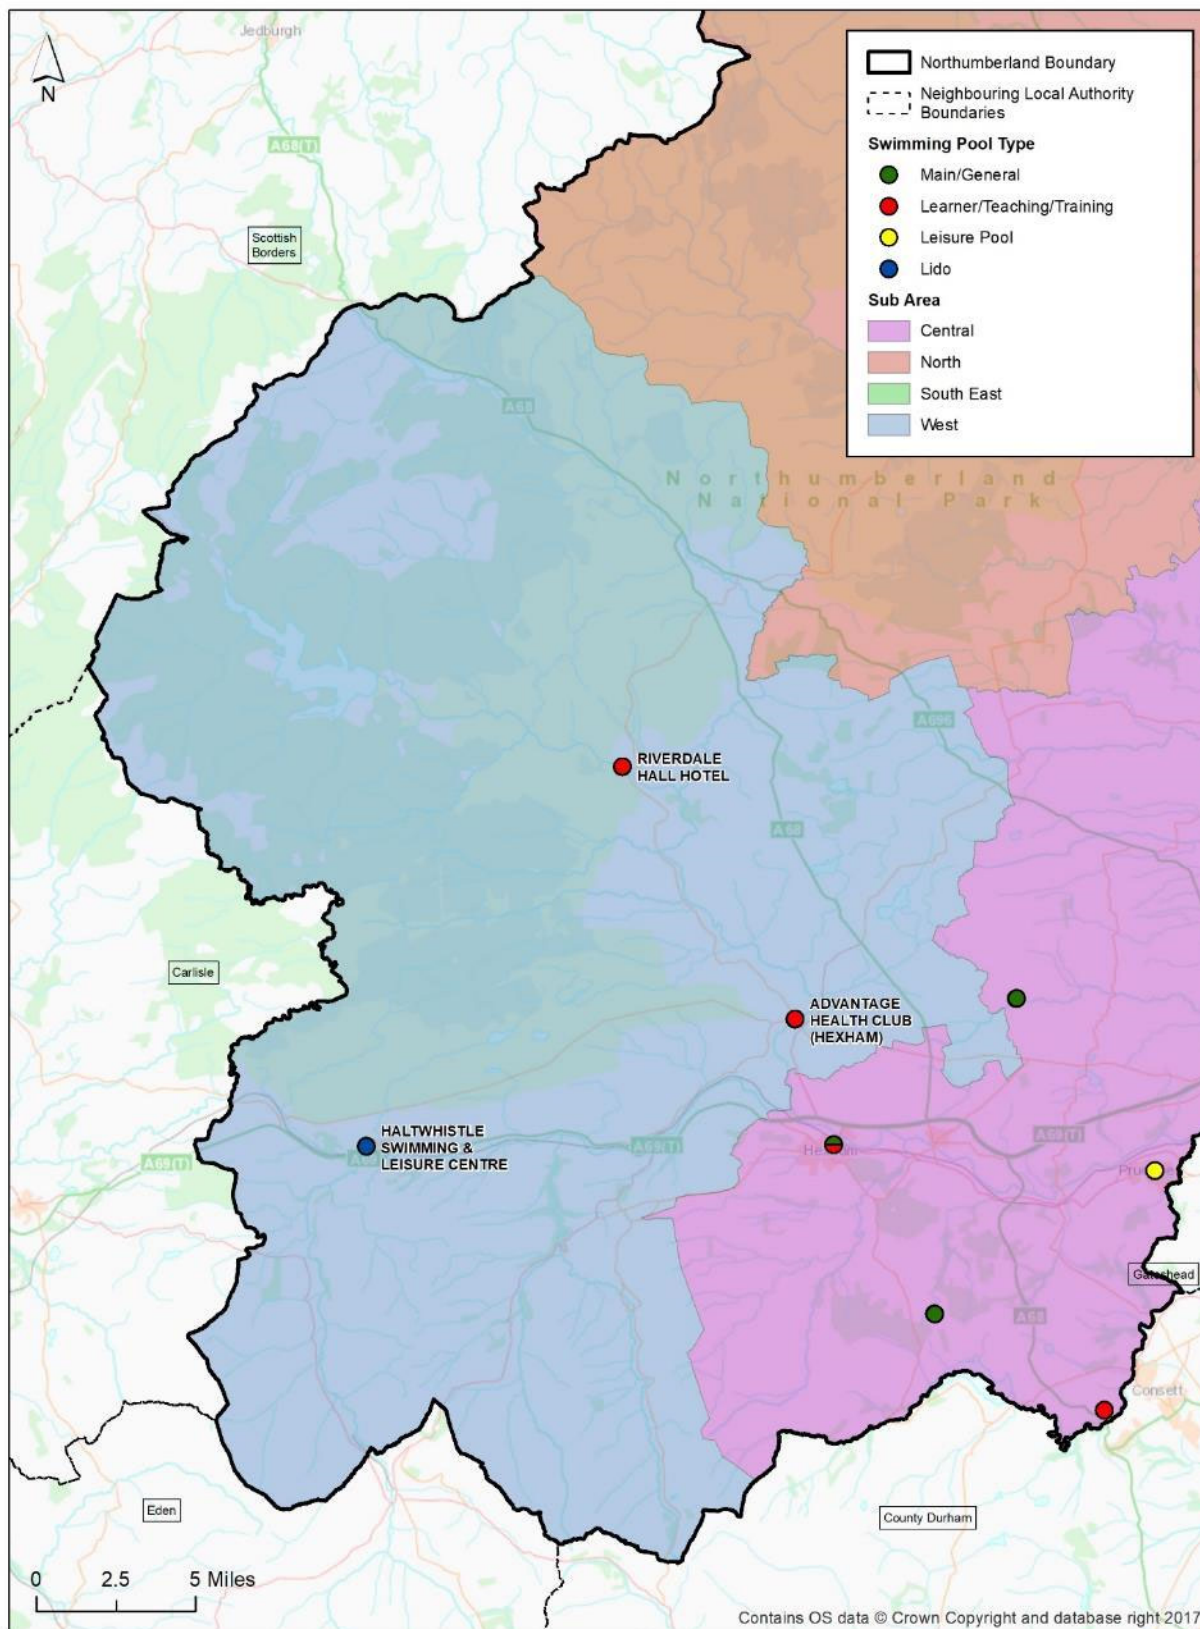 Jedburgh
N
A68(T)
Scottish
Borders
Northumberland Boundary
Neighbouring Local Authority
Boundaries
Swimming Pool Type
Main/General
Learner/Teaching/Training
Leisure Pool
Lido
Sub Area
Central
North
South East
West
A68
Northumberland
National Park
A696
RIVERDALE
HALL HOTEL
A68
Carlisle
ADVANTAGE
HEALTH CLUB
(HEXHAM)
HALTWHISTLE
SWIMMING &
LEISURE CENTRE
A69(T)
A69(T)
A69(T)
Gateshead
A68
Consett
Eden
County Durham
0 2.5 5 Miles
Contains OS data © Crown Copyright and database right 2017